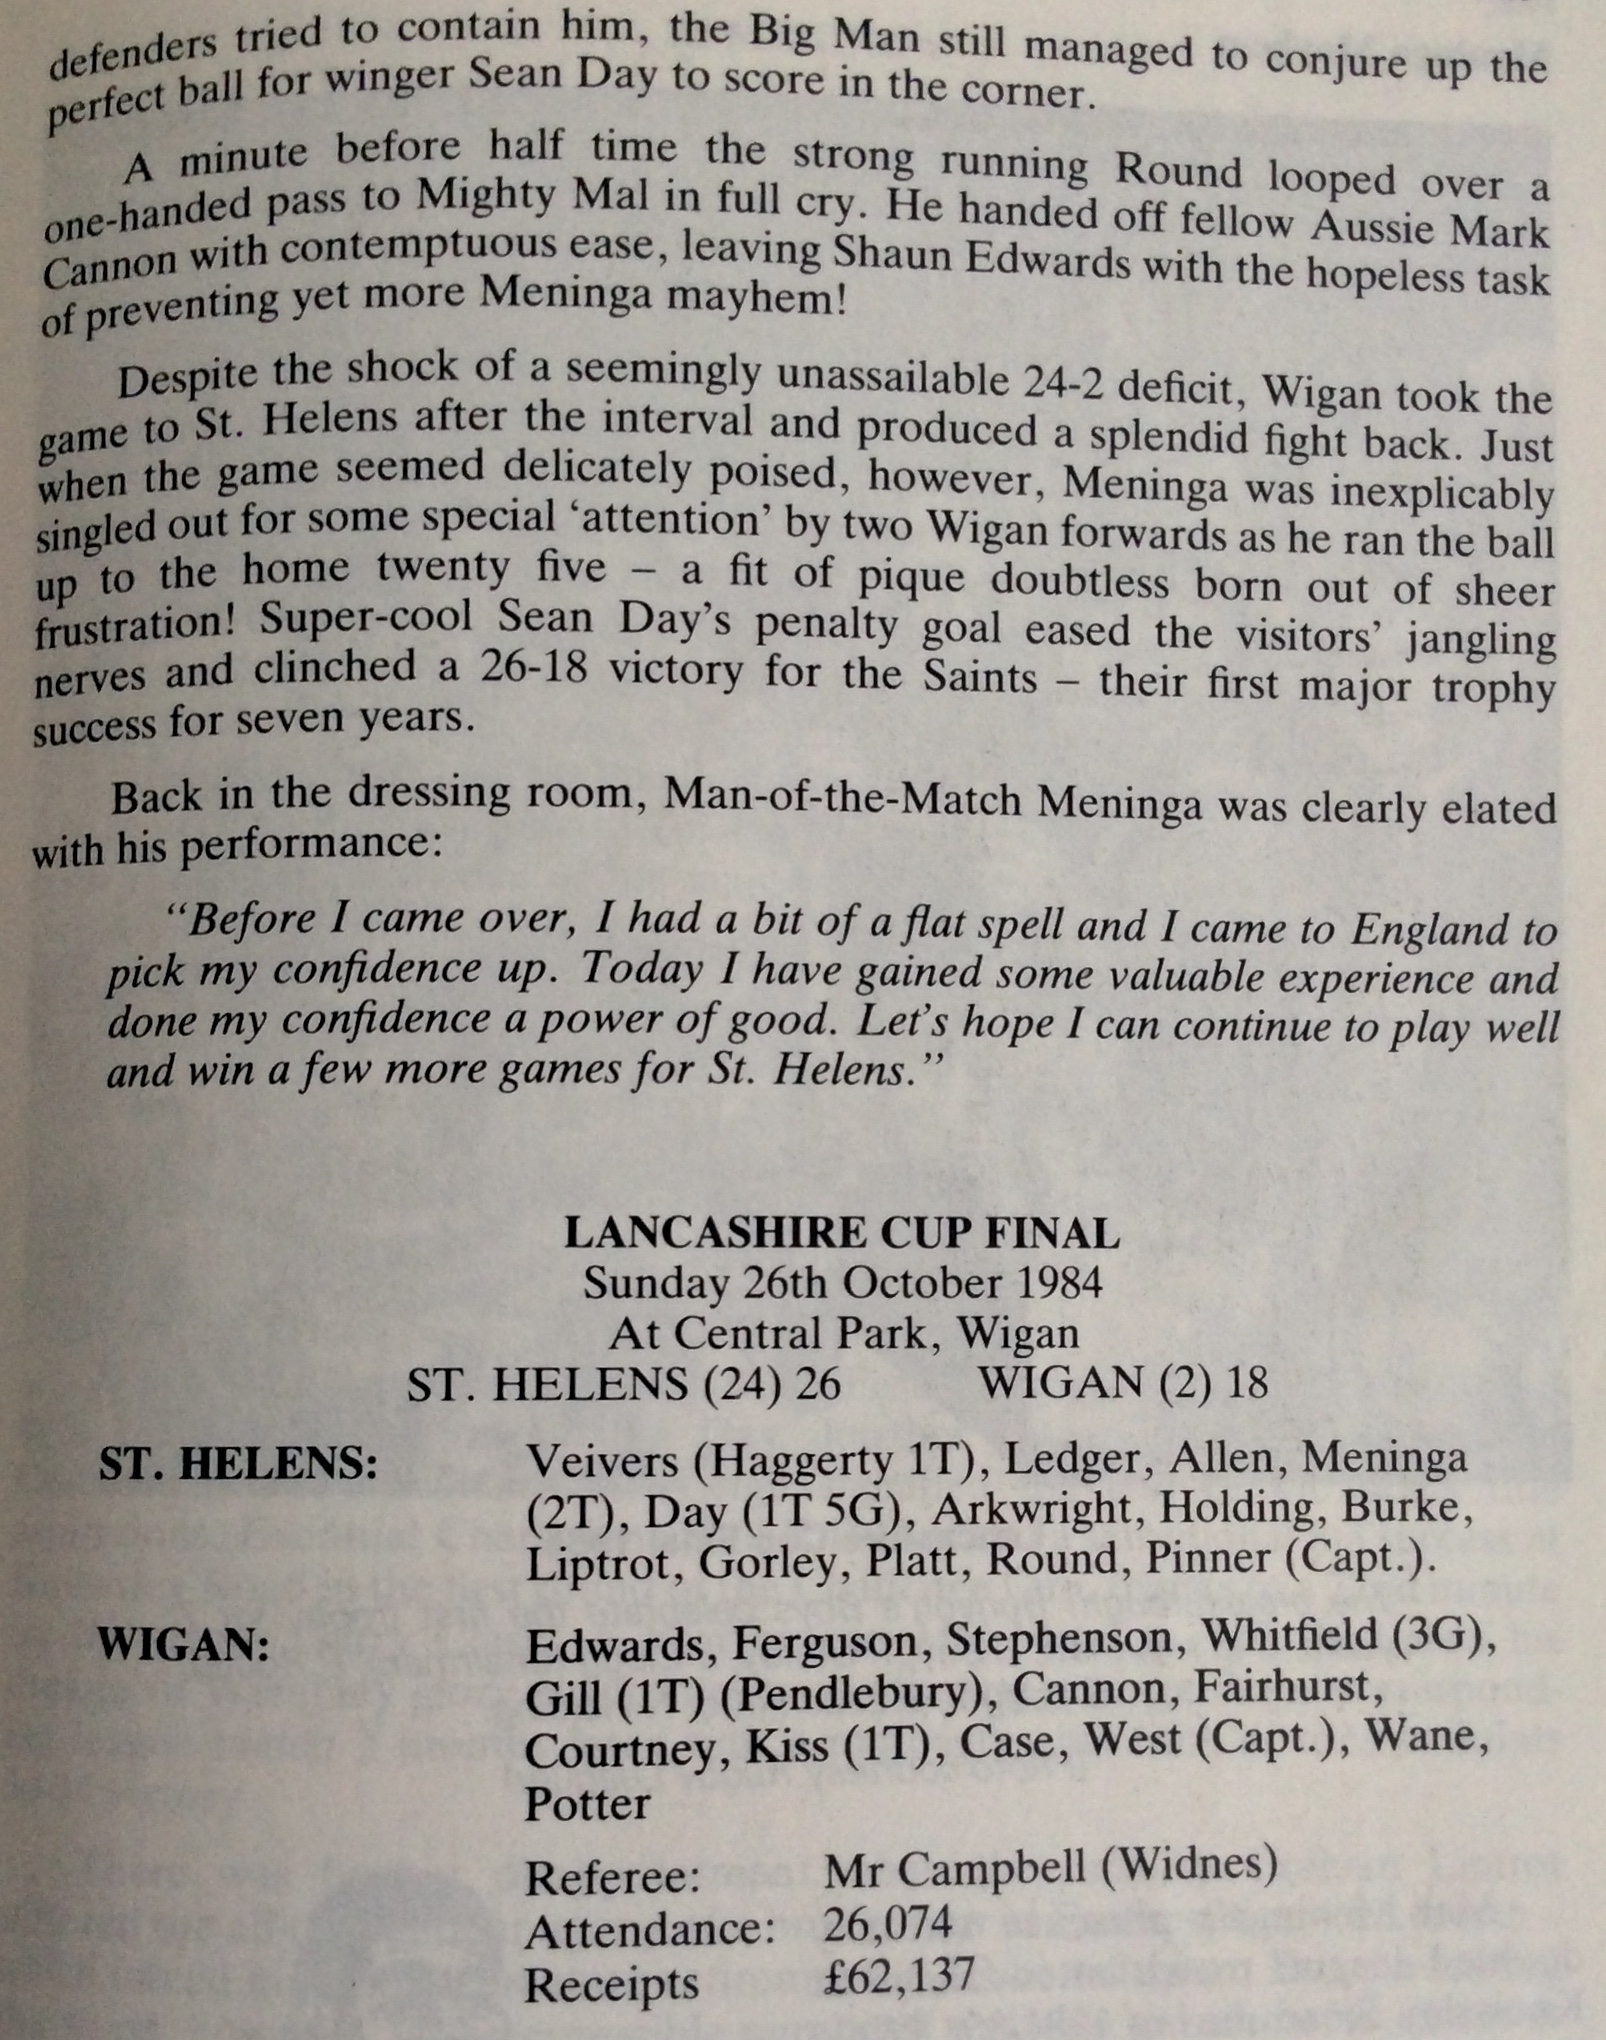 defenders tried to contain him, the Big Man still managed to conjure up the
perfect ball for winger Sean Day to score in the corner.
A minute before half time the strong running Round looped over a
one-handed pass to Mighty Mal in full cry. He handed off fellow Aussie Mark
Cannon with contemptuous ease, leaving Shaun Edwards with the hopeless task
of preventing yet more Meninga mayhem!
Despite the shock of a seemingly unassailable 24-2 deficit, Wigan took the
game to St. Helens after the interval and produced a splendid fight back. Just
when the game seemed delicately poised, however, Meninga was inexplicably
singled out for some special ‘attention’ by two Wigan forwards as he ran the ball
up to the home twenty five – a fit of pique doubtless born out of sheer
frustration! Super-cool Sean Day’s penalty goal eased the visitors’ jangling
nerves and clinched a 26-18 victory for the Saints – their first major trophy
success for seven years.
Back in the dressing room, Man-of-the-Match Meninga was clearly elated
with his performance:
“Before I came over, I had a bit of a flat spell and I came to England to
pick my confidence up. Today I have gained some valuable experience and
done my confidence a power of good. Let’s hope I can continue to play well
and win a few more games for St. Helens.”
LANCASHIRE CUP FINAL
Sunday 26th October 1984
At Central Park, Wigan
ST. HELENS (24) 26 WIGAN (2) 18
ST. HELENS: Veivers (Haggerty 1T), Ledger, Allen, Meninga
(2T), Day (1T 5G), Arkwright, Holding, Burke,
Liptrot, Gorley, Platt, Round, Pinner (Capt.).
WIGAN: Edwards, Ferguson, Stephenson, Whitfield (3G),
Gill (1T) (Pendlebury), Cannon, Fairhurst,
Courtney, Kiss (1T), Case, West (Capt.), Wane,
Potter
Referee: Mr Campbell (Widnes)
Attendance: 26,074
Receipts £62,137